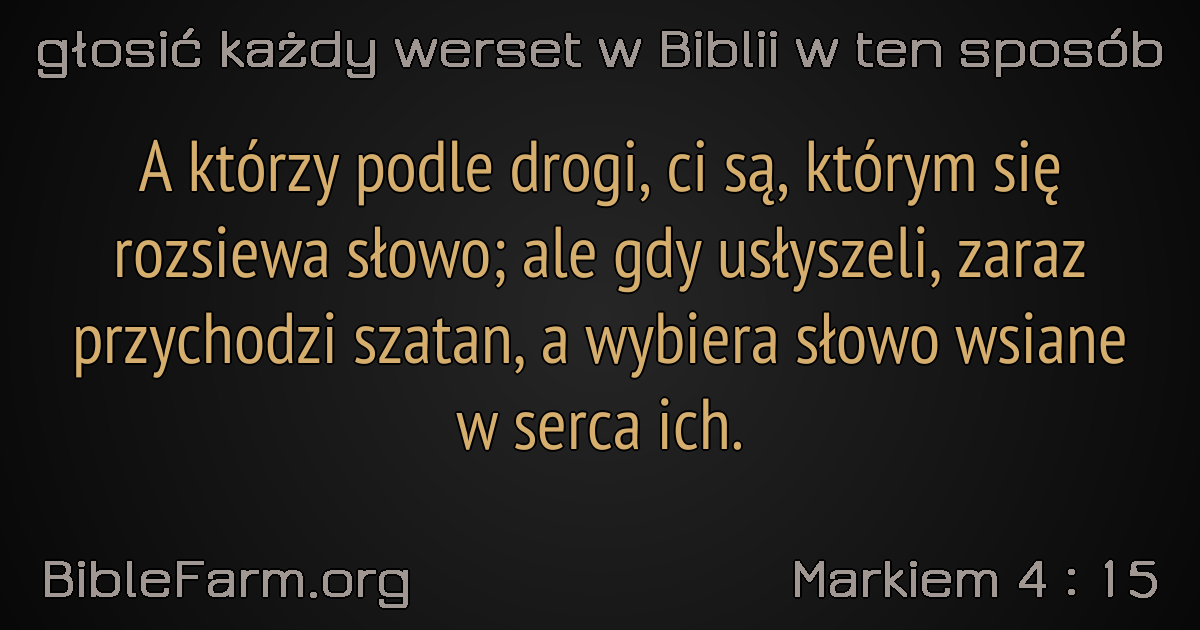 głosić każdy werset w Biblii w ten sposób
A którzy podle drogi, ci są, którym się
rozsiewa słowo; ale gdy usłyszeli, zaraz
przychodzi szatan, a wybiera słowo wsiane
w serca ich.
BibleFarm.org
Markiem 4 : 15